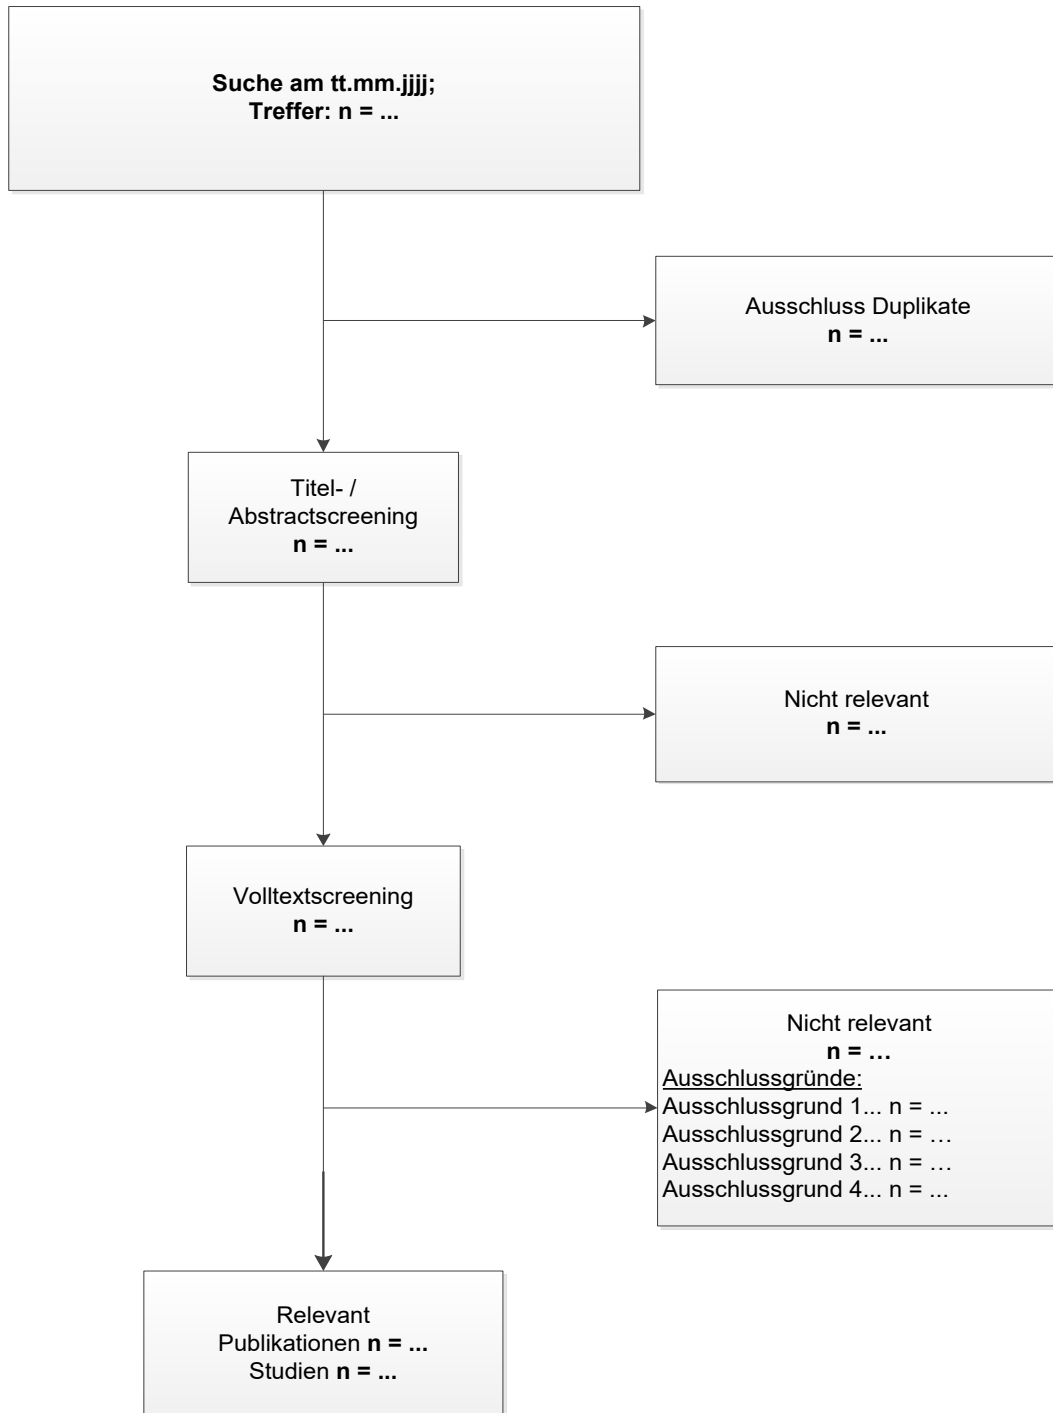 Suche am tt.mm.jjjj;
Treffer: n = ...
Ausschluss Duplikate
n = ...
Titel- /
Abstractscreening
n = ...
Nicht relevant
n = ...
Volltextscreening
n = ...
Nicht relevant
n = …
Ausschlussgründe:
Ausschlussgrund 1... n = ...
Ausschlussgrund 2... n = …
Ausschlussgrund 3... n = …
Ausschlussgrund 4... n = ...
Relevant
Publikationen n = ...
Studien n = ...